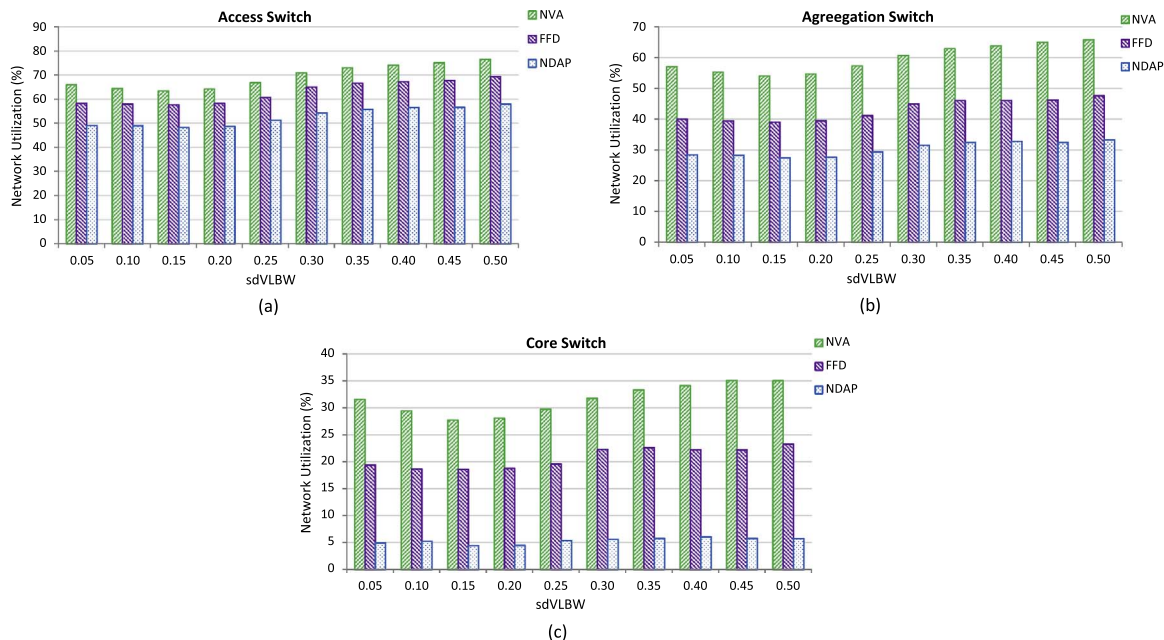 Access Switch
NVA
FFD
NDAP
Network Utilization (%)
90
80
70
60
50
40
30
20
10
0
0.05 0.10 0.15 0.20 0.25 0.30 0.35 0.40 0.45 0.50
sdVLBW
(a)
Agreegation Switch
NVA
FFD
NDAP
Network Utilization (%)
70
60
50
40
30
20
10
0
0.05 0.10 0.15 0.20 0.25 0.30 0.35 0.40 0.45 0.50
sdVLBW
(b)
Core Switch
NVA
FFD
NDAP
Network Utilization (%)
40
35
30
25
20
15
10
5
0
0.05 0.10 0.15 0.20 0.25 0.30 0.35 0.40 0.45 0.50
sdVLBW
(c)